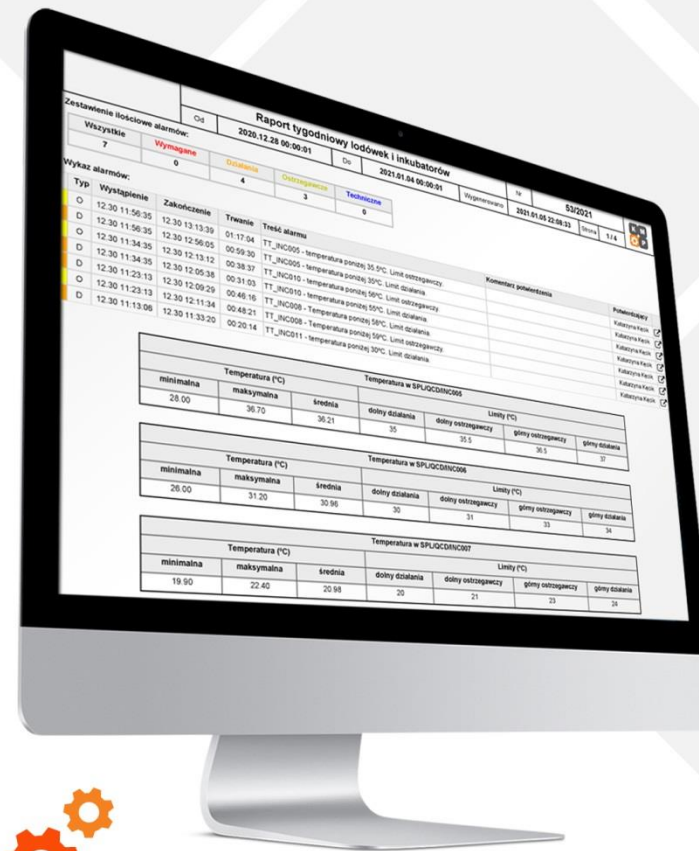 Raport tygodniowy lodówek i inkubatorów
Nr 53/2021
Od 2020.12.28 00:00:01 Do 2021.01.04 00:00:01 Wygenerowano 2021.01.05 22:08:33 Strona 1 / 4
Zestawienie ilościowe alarmów:
Wszystkie Wymagane Działania Ostrzegawcze Techniczne
7 0 4 3 0
Wykaz alarmów:
Typ Wystąpienie Zakończenie Trwanie Treść alarmu Komentarz potwierdzenia Potwierdzający
O 12.30 11:56:35 12.30 13:13:39 01:17:04 TT_INC005 - temperatura poniżej 35.5°C. Limit ostrzegawczy. Katarzyna Kęcik
D 12.30 11:56:35 12.30 12:56:05 00:59:30 TT_INC005 - temperatura poniżej 35°C. Limit działania. Katarzyna Kęcik
O 12.30 11:34:35 12.30 12:13:12 00:38:37 TT_INC010 - temperatura poniżej 56°C. Limit ostrzegawczy. Katarzyna Kęcik
D 12.30 11:34:35 12.30 12:05:38 00:31:03 TT_INC010 - temperatura poniżej 55°C. Limit działania. Katarzyna Kęcik
O 12.30 11:23:13 12.30 12:09:29 00:46:16 TT_INC008 - Temperatura poniżej Limit ostrzegawczy. Katarzyna Kęcik
D 12.30 11:23:13 12.30 12:11:34 00:48:21 TT_INC008 - Temperatura poniżej Limit działania. Katarzyna Kęcik
D 12.30 11:13:06 12.30 11:33:20 00:20:14 TT_INC011 - temperatura poniżej 30°C. Limit działania.
Temperatura w SPL/QCD/INC005
Temperatura (°C) Limity (°C)
minimalna maksymalna średnia dolny działania dolny ostrzegawczy górny ostrzegawczy górny działania
28.00 36.70 36.21 35 35.5 36.5 37
Temperatura w SPL/QCD/INC006
Temperatura (°C) Limity (°C)
minimalna maksymalna średnia dolny działania dolny ostrzegawczy górny ostrzegawczy górny działania
26.00 31.20 30.96 30 31 33 34
Temperatura w SPL/QCD/INC007
Temperatura (°C) Limity (°C)
minimalna maksymalna średnia dolny działania dolny ostrzegawczy górny ostrzegawczy górny działania
19.90 22.40 20.98 20 21 23 24